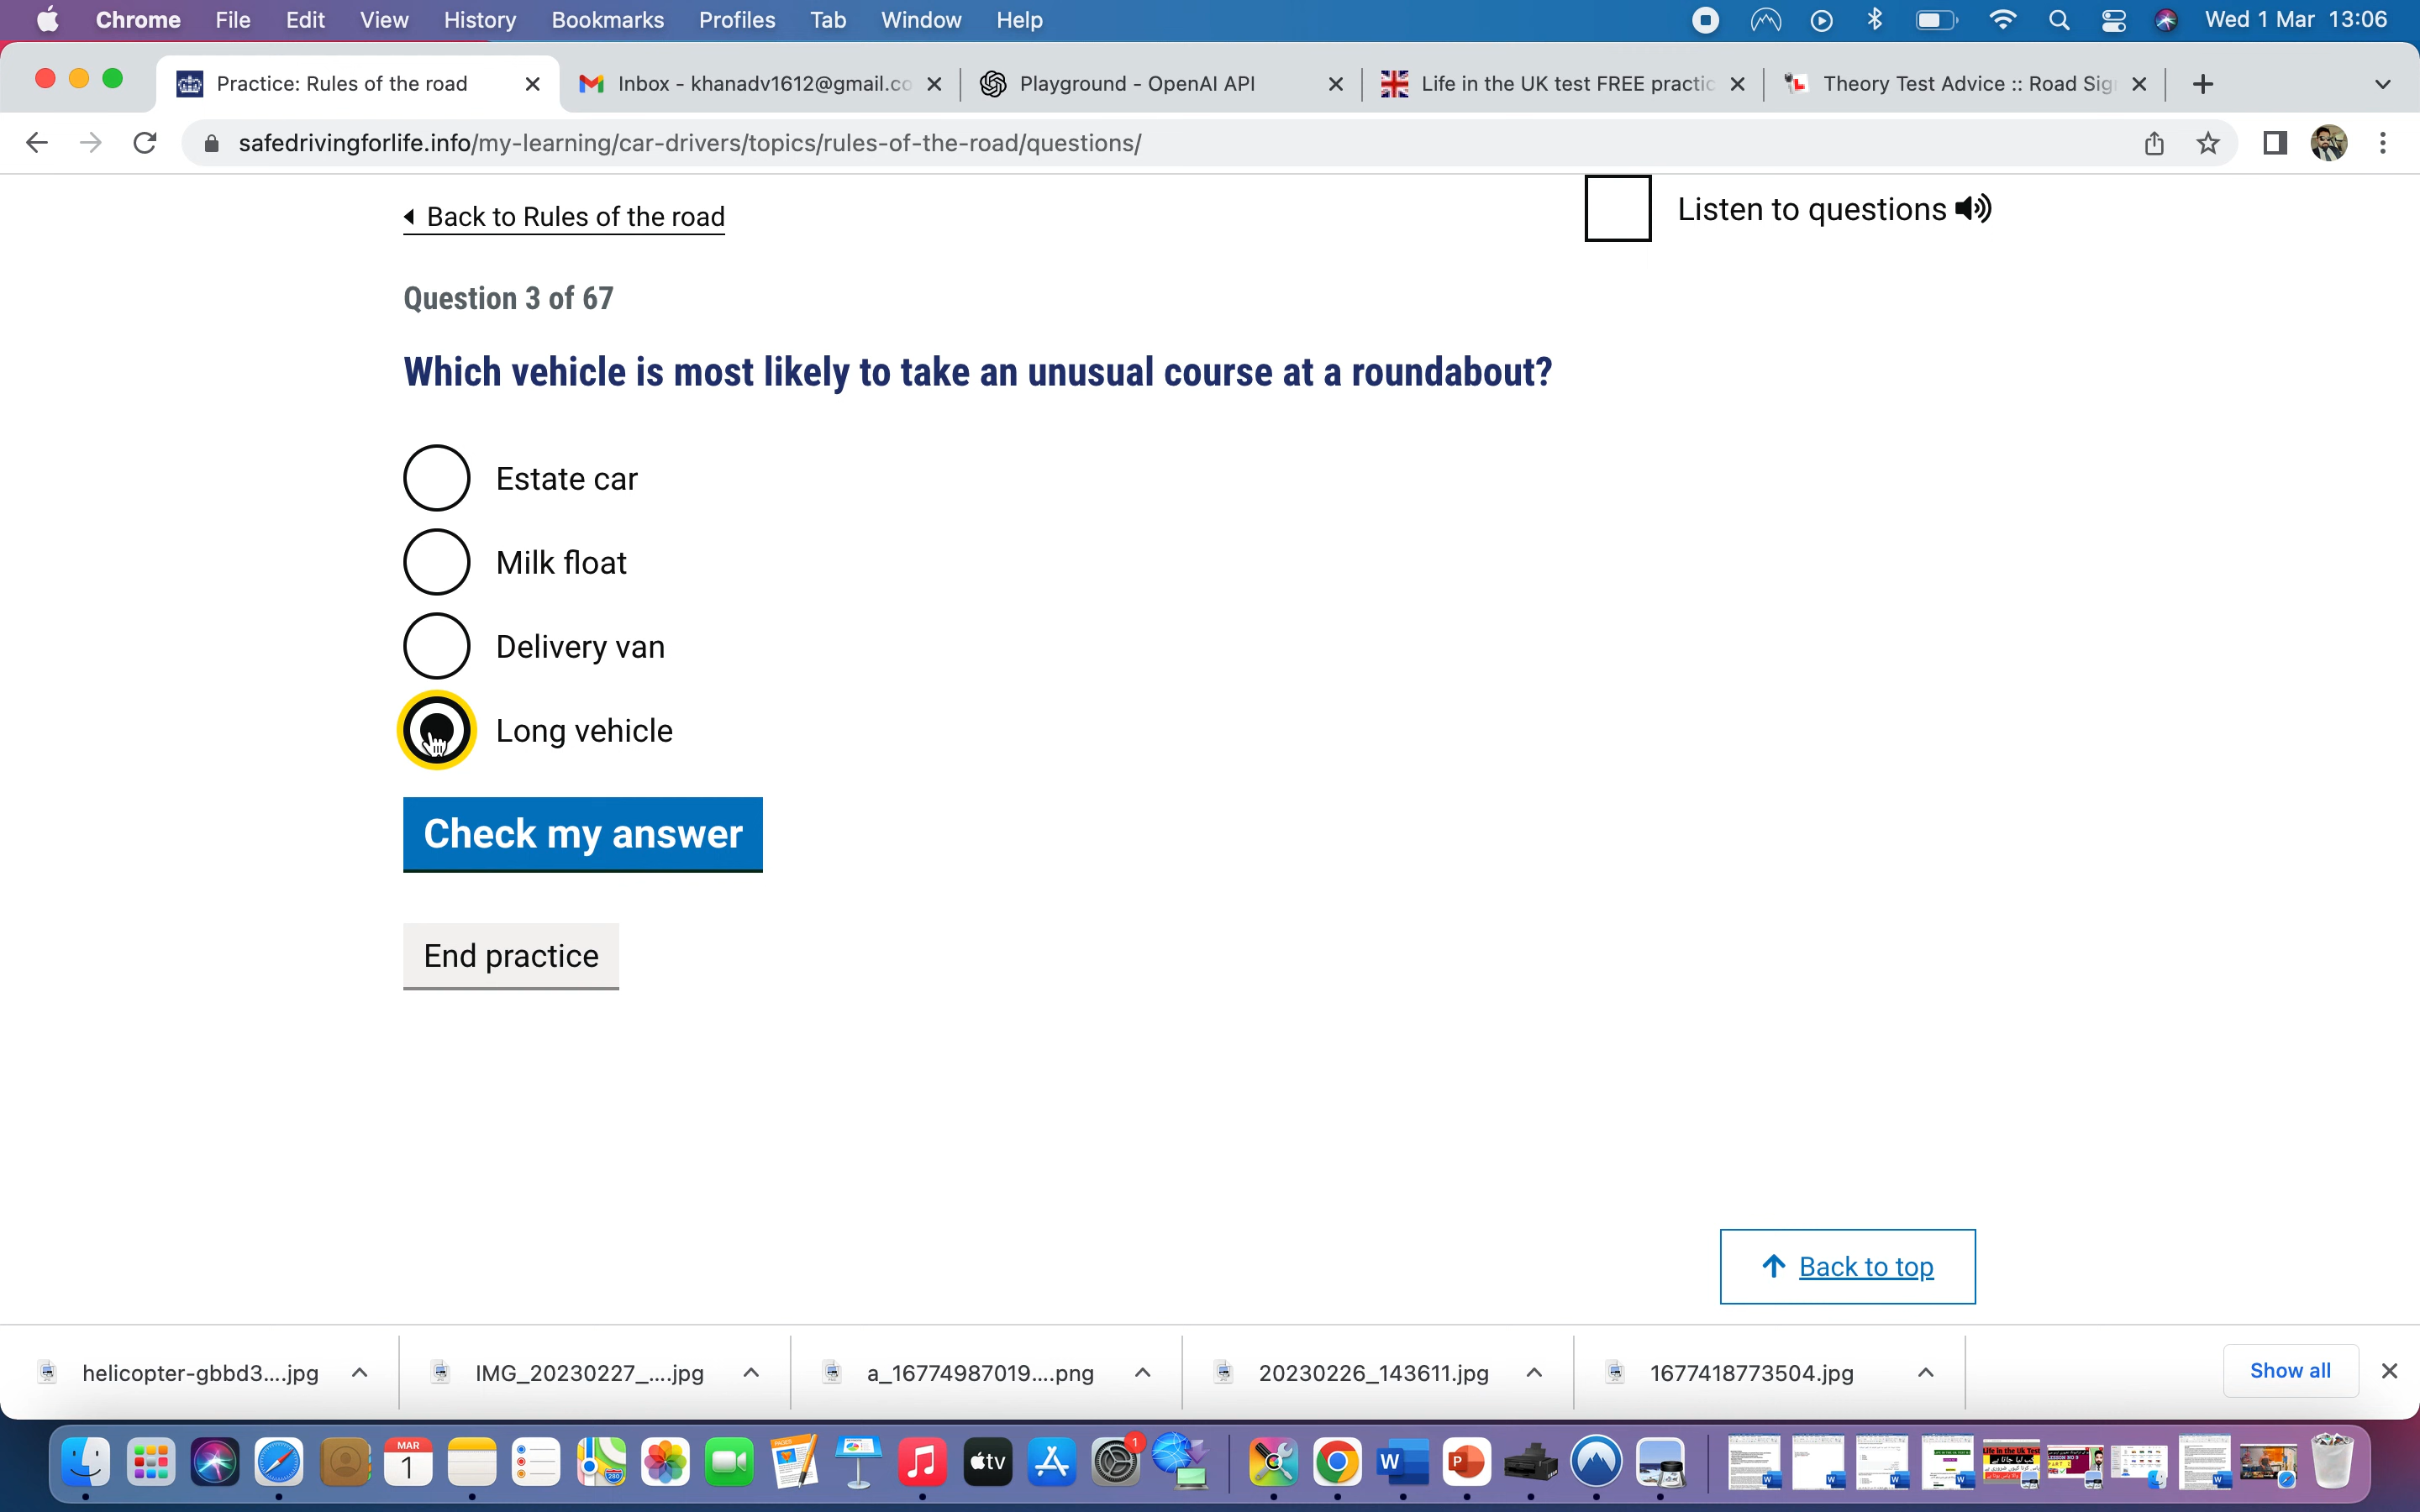 Chrome File Edit View History Bookmarks Profiles Tab Window Help Wed 1 Mar 13:06
Practice: Rules of the road Inbox - khanadv1612@gmail.co Playground - OpenAI API Life in the UK test FREE practic Theory Test Advice :: Road Sig
safedrivingforlife.info/my-learning/car-drivers/topics/rules-of-the-road/questions/
Back to Rules of the road Listen to questions
Question 3 of 67
Which vehicle is most likely to take an unusual course at a roundabout?
Estate car
Milk float
Delivery van
Long vehicle
Check my answer
End practice
Back to top
helicopter-gbbd3....jpg IMG_20230227_....jpg a_16774987019....png 20230226_143611.jpg 1677418773504.jpg Show all
MAR
1
tv
1